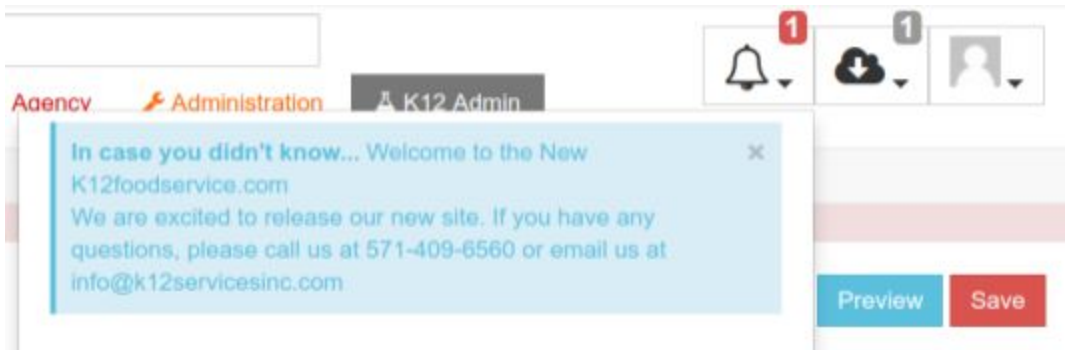 1
1
Agency
Administration
K12 Admin
In case you didn't know... Welcome to the New
K12foodservice.com
We are excited to release our new site. If you have any
questions, please call us at 571-409-6560 or email us at
info@k12servicesinc.com
×
Preview
Save